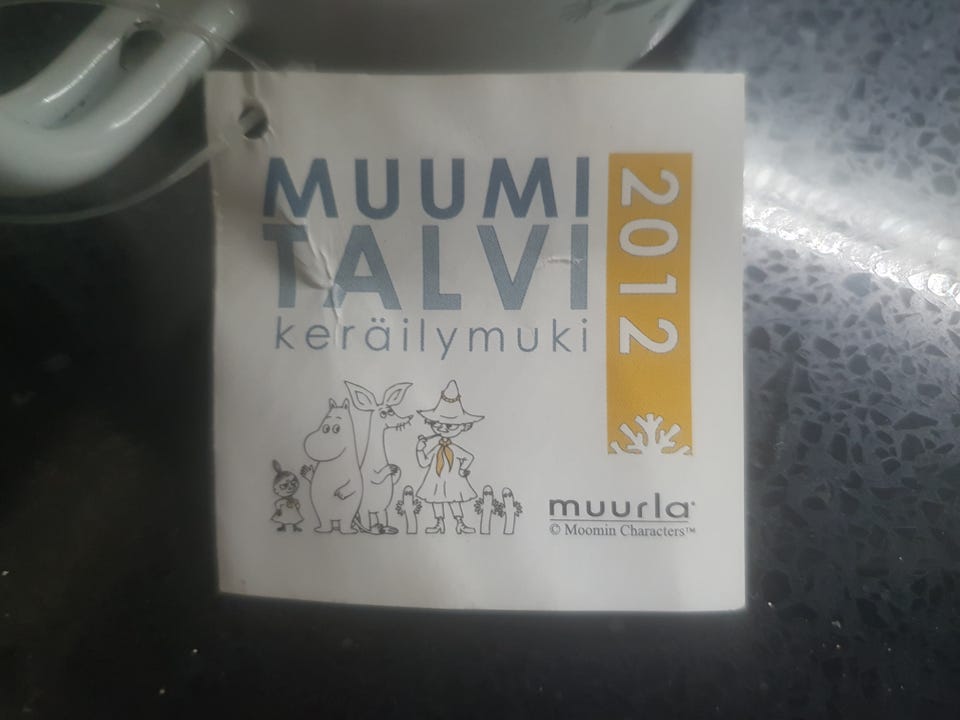 MUUMI
TALVI
keräilymuki
2012
muurla®
© Moomin Characters™